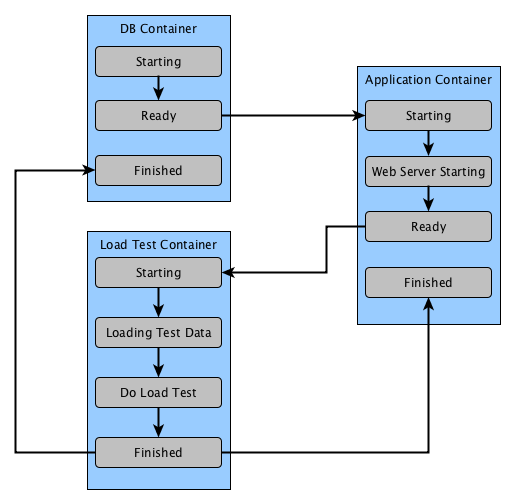 DB Container
Starting
Ready
Finished
Application Container
Starting
Web Server Starting
Ready
Finished
Load Test Container
Starting
Loading Test Data
Do Load Test
Finished